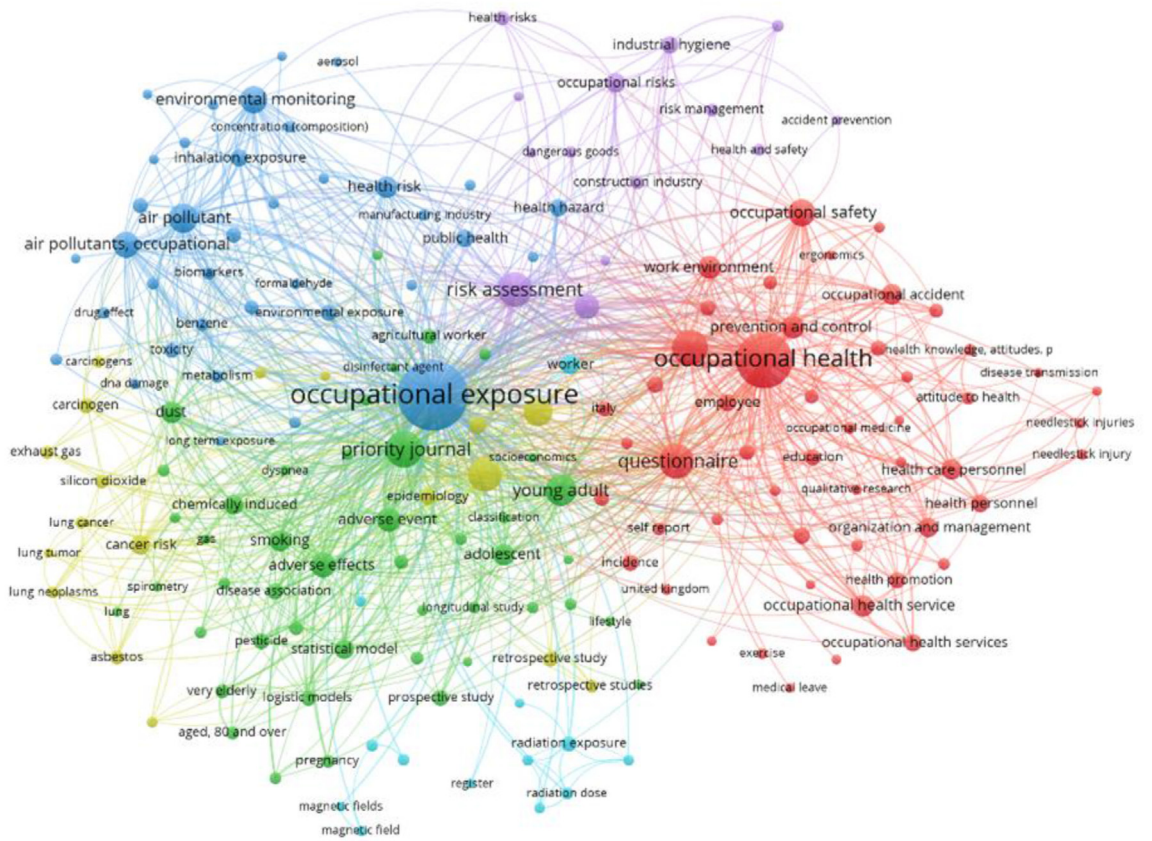 health risks
industrial hygiene
aerosol
occupational risks
environmental monitoring
risk management
accident prevention
concentration (composition)
dangerous goods
health and safety
inhalation exposure
construction industry
health risk
health hazard
occupational safety
manufacturing industry
air pollutant
public health
air pollutants, occupational
ergonomics
work environment
biomarkers
formaldehyde
risk assessment
occupational accident
drug effect
environmental exposure
benzene
prevention and control
agricultural worker
toxicity
health knowledge, attitudes, p
carcinogens
disinfectant agent
worker
occupational health
disease transmission
metabolism
dna damage
occupational exposure
attitude to health
carcinogen
employee
italy
dust
needlestick injuries
occupational medicine
long term exposure
priority journal
exhaust gas
needlestick injury
socioeconomics
education
questionnaire
dyspnea
health care personnel
silicon dioxide
young adult
qualitative research
epidemiology
chemically induced
health personnel
lung cancer
adverse event
classification
self report
organization and management
gas
smoking
cancer risk
lung tumor
adolescent
incidence
adverse effects
health promotion
spirometry
disease association
united kingdom
lung neoplasms
longitudinal study
occupational health service
lung
lifestyle
pesticide
statistical model
occupational health services
exercise
asbestos
retrospective study
retrospective studies
medical leave
very elderly
logistic models
prospective study
aged, 80 and over
radiation exposure
pregnancy
register
radiation dose
magnetic fields
magnetic field